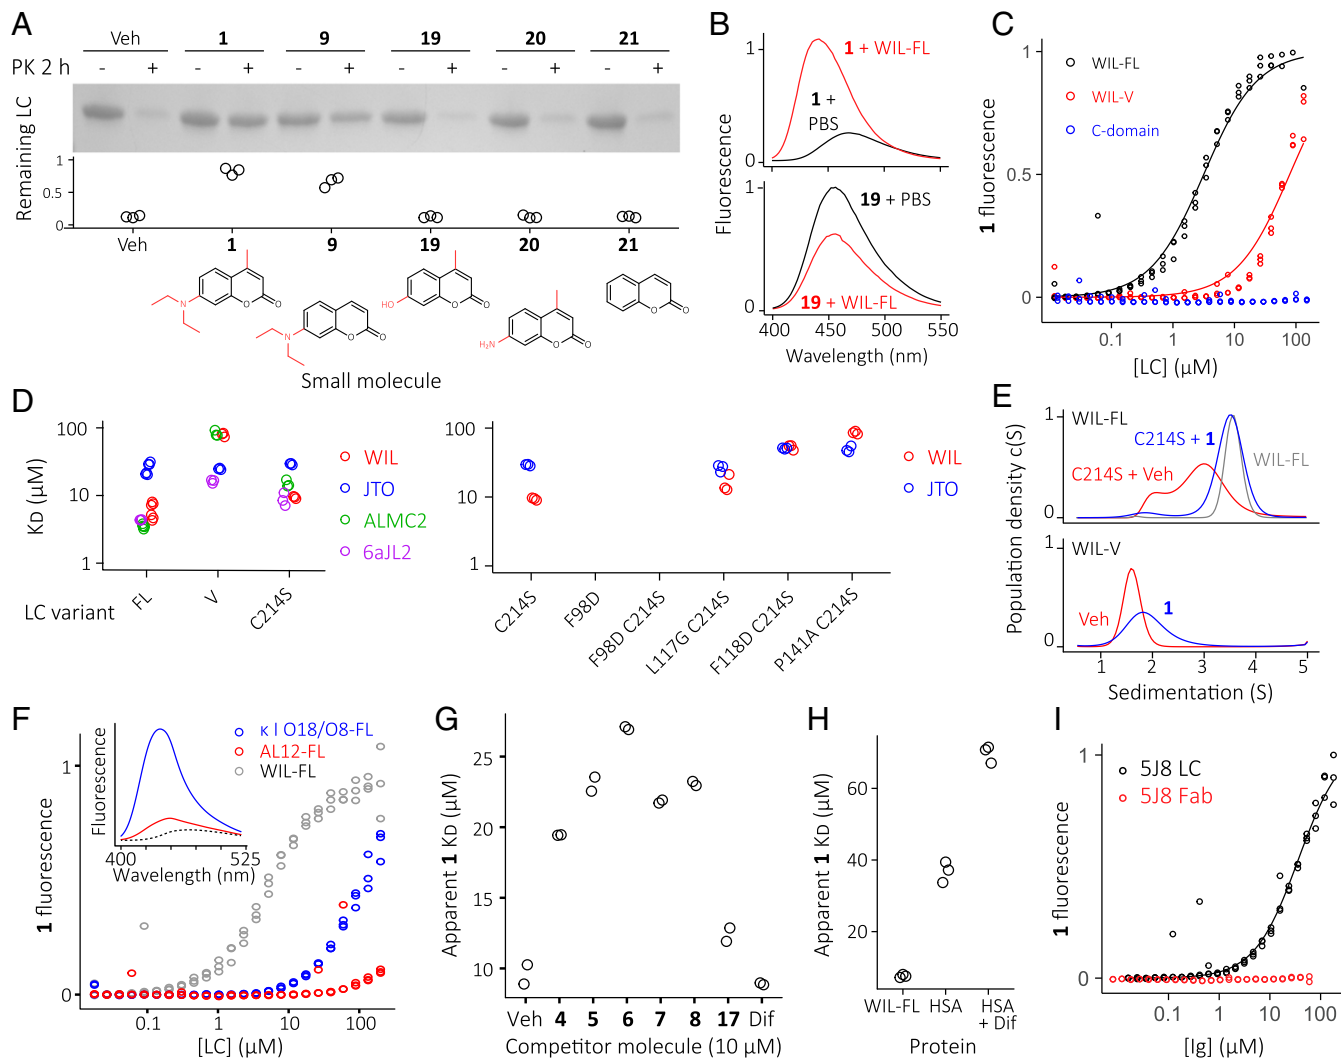 A
Veh 1 9 19 20 21
PK 2 h - + - + - + - + - + - +
Remaining LC
1
0.5
0
Veh 1 9 19 20 21
N
O
O
N
O
O
HO
O
O
H₂N
O
O
O
O
Small molecule
B
Fluorescence
1
0
1 + WIL-FL
1 +
PBS
1
0
19 + PBS
19 + WIL-FL
400 450 500 550
Wavelength (nm)
C
1 fluorescence
1
0.5
0
WIL-FL
WIL-V
C-domain
0.1 1 10 100
[LC] (µM)
D
KD (µM)
100
10
1
WIL
JTO
ALMC2
6aJL2
LC variant
FL
V
C214S
100
10
1
WIL
JTO
C214S
F98D
F98D C214S
L117G C214S
F118D C214S
P141A C214S
E
Population density c(S)
1
0
WIL-FL
C214S + 1
C214S + Veh
WIL-FL
1
0
WIL-V
Veh
1
1 2 3 4 5
Sedimentation (S)
F
1 fluorescence
1
0
Fluorescence
400 525
Wavelength (nm)
κ I O18/O8-FL
AL12-FL
WIL-FL
0.1 1 10 100
[LC] (µM)
G
Apparent 1 KD (µM)
25
20
15
10
Veh 4 5 6 7 8 17 Dif
Competitor molecule (10 µM)
H
Apparent 1 KD (µM)
60
40
20
WIL-FL HSA HSA
+ Dif
Protein
I
1 fluorescence
1
0
5J8 LC
5J8 Fab
0.1 1 10 100
[Ig] (µM)